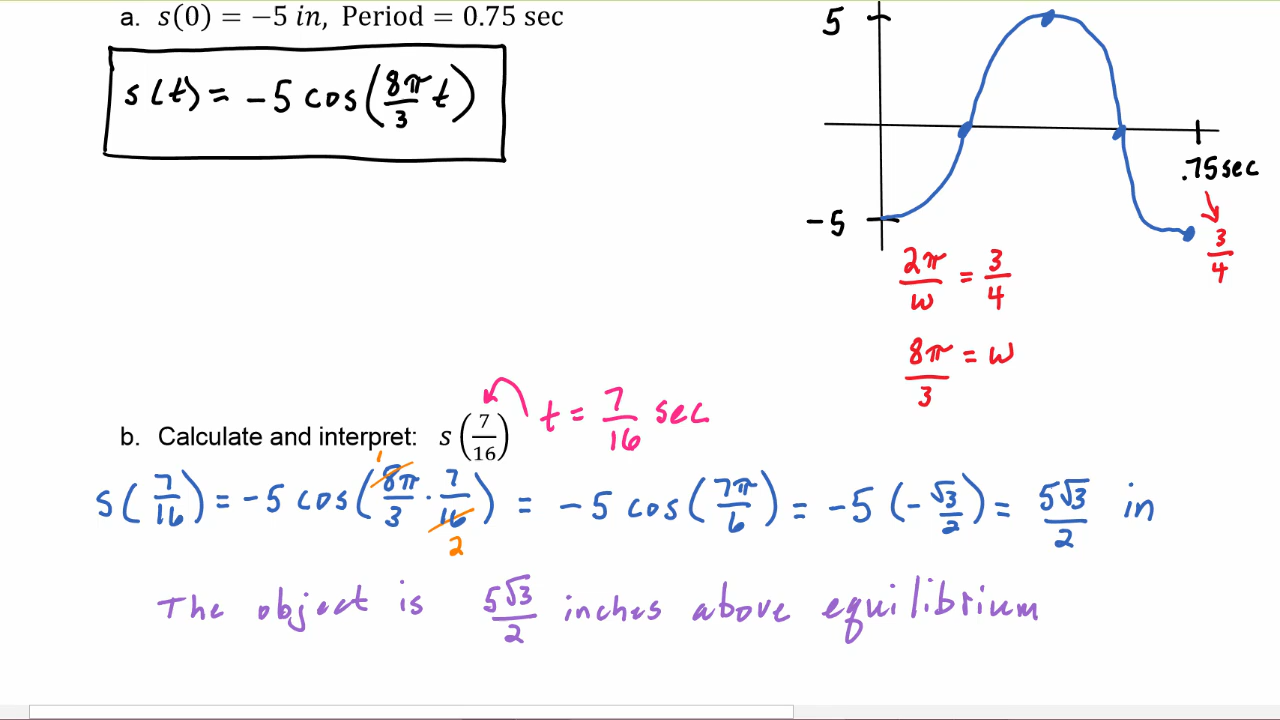 a. s(0) = −5 in, Period = 0.75 sec
s(t) = −5 cos(8π/3 t)
5
.75 sec
−5
3/4
2π/w = 3/4
8π/3 = w
b. Calculate and interpret: s(7/16) t = 7/16 sec
s(7/16) = −5 cos(8π/3 · 7/16) = −5 cos(7π/6) = −5(−√3/2) = 5√3/2 in
1
2
The object is 5√3/2 inches above equilibrium